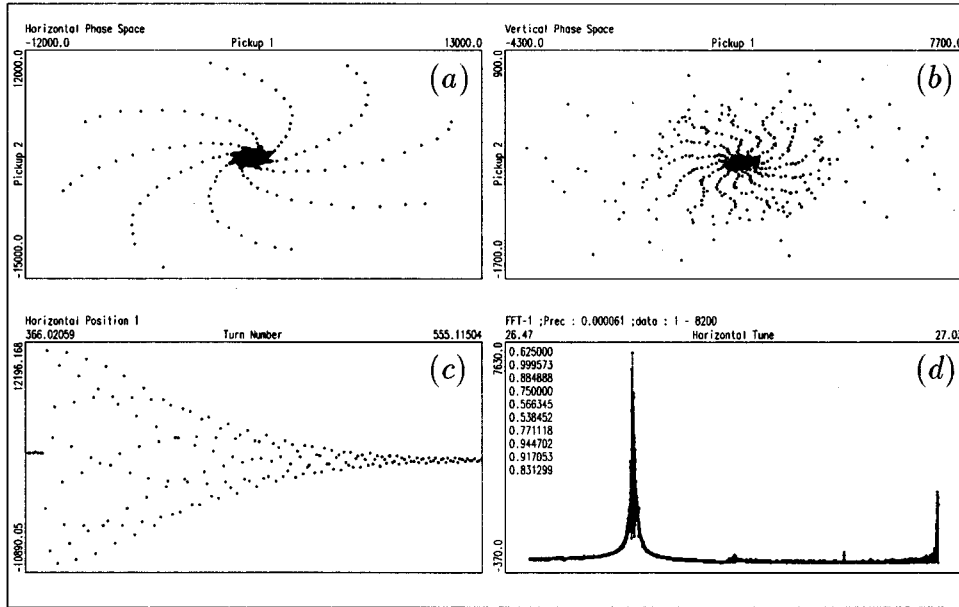 Horizontal Phase Space
-12000.0 Pickup 1 13000.0
12000.0
Pickup 2
-15000.0
(a)
Vertical Phase Space
-4300.0 Pickup 1 7700.0
900.0
Pickup 2
-1700.0
(b)
Horizontal Position 1
366.02059 Turn Number 555.11504
12196.168
-10890.05
(c)
FFT-1 ;Prec : 0.000061 ;data : 1 - 8200
26.47 Horizontal Tune 27.03
7630.0
-370.0
0.625000
0.999573
0.884888
0.750000
0.566345
0.538452
0.771118
0.944702
0.917053
0.831299
(d)